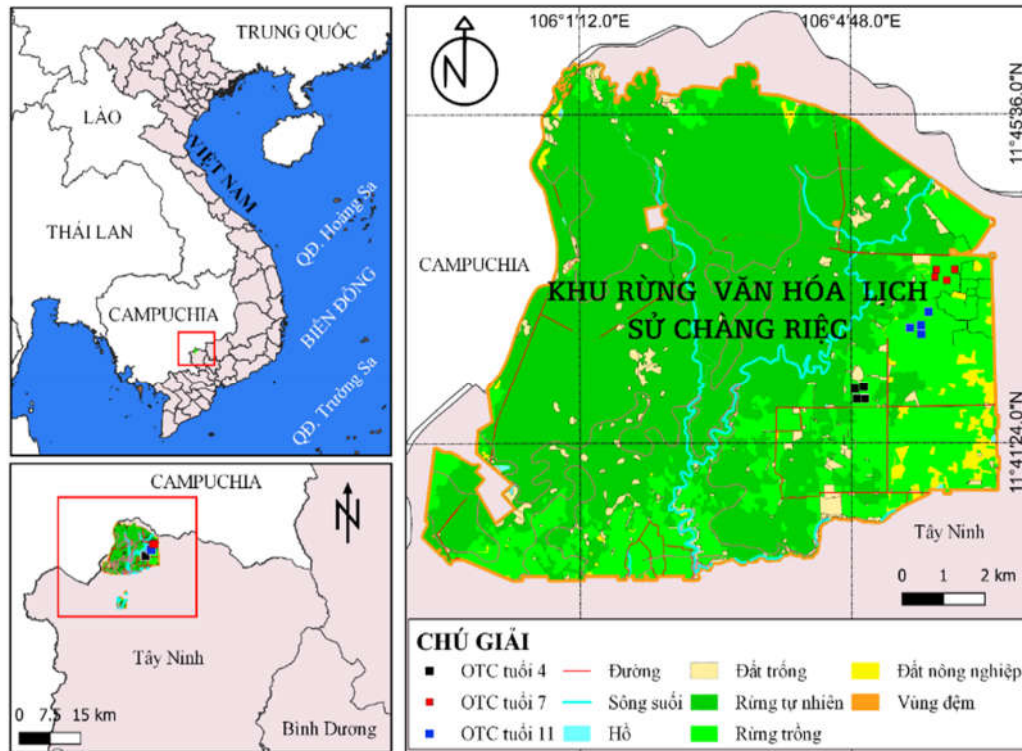 TRUNG QUỐC
LÀO
VIỆT NAM
THÁI LAN
QĐ. Hoàng Sa
CAMPUCHIA
BIỂN ĐÔNG
QĐ. Trường Sa
CAMPUCHIA
N
Tây Ninh
Bình Dương
0 7.5 15 km
106°1'12.0"E
106°4'48.0"E
N
11°45'36.0"N
CAMPUCHIA
KHU RỪNG VĂN HÓA LỊCH
SỬ CHÀNG RIỆC
11°41'24.0"N
Tây Ninh
0 1 2 km
CHÚ GIẢI
OTC tuổi 4
OTC tuổi 7
OTC tuổi 11
Đường
Sông suối
Hồ
Đất trống
Rừng tự nhiên
Rừng trồng
Đất nông nghiệp
Vùng đệm